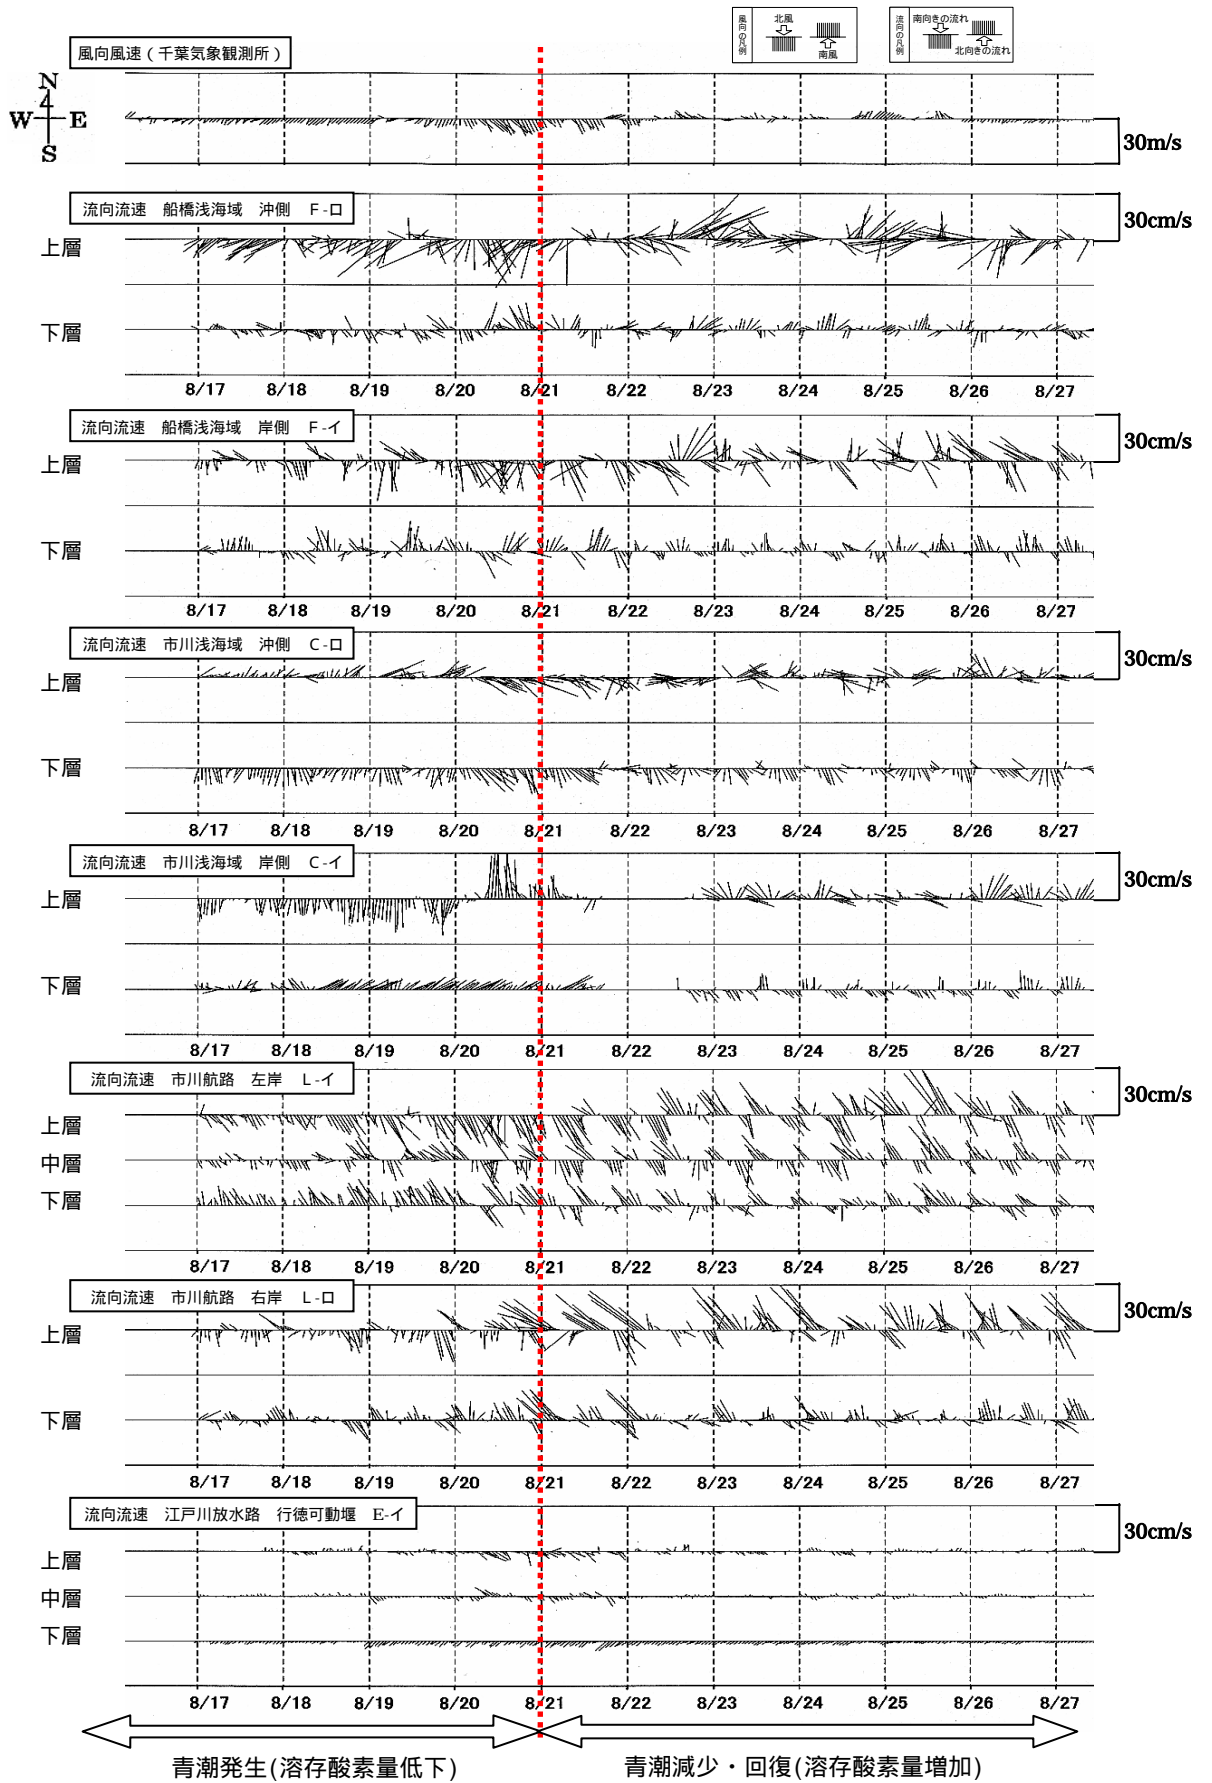 風向の凡例
北風
南風
流向の凡例
南向きの流れ
北向きの流れ
風向風速(千葉気象観測所)
N
W E
S
30m/s
流向流速 船橋浅海域 沖側 F-ロ
30cm/s
上層
下層
8/17 8/18 8/19 8/20 8/21 8/22 8/23 8/24 8/25 8/26 8/27
流向流速 船橋浅海域 岸側 F-イ
30cm/s
上層
下層
8/17 8/18 8/19 8/20 8/21 8/22 8/23 8/24 8/25 8/26 8/27
流向流速 市川浅海域 沖側 C-ロ
30cm/s
上層
下層
8/17 8/18 8/19 8/20 8/21 8/22 8/23 8/24 8/25 8/26 8/27
流向流速 市川浅海域 岸側 C-イ
30cm/s
上層
下層
8/17 8/18 8/19 8/20 8/21 8/22 8/23 8/24 8/25 8/26 8/27
流向流速 市川航路 左岸 L-イ
30cm/s
上層
中層
下層
8/17 8/18 8/19 8/20 8/21 8/22 8/23 8/24 8/25 8/26 8/27
流向流速 市川航路 右岸 L-ロ
30cm/s
上層
下層
8/17 8/18 8/19 8/20 8/21 8/22 8/23 8/24 8/25 8/26 8/27
流向流速 江戸川放水路 行徳可動堰 E-イ
30cm/s
上層
中層
下層
8/17 8/18 8/19 8/20 8/21 8/22 8/23 8/24 8/25 8/26 8/27
青潮発生(溶存酸素量低下)
青潮減少・回復(溶存酸素量増加)